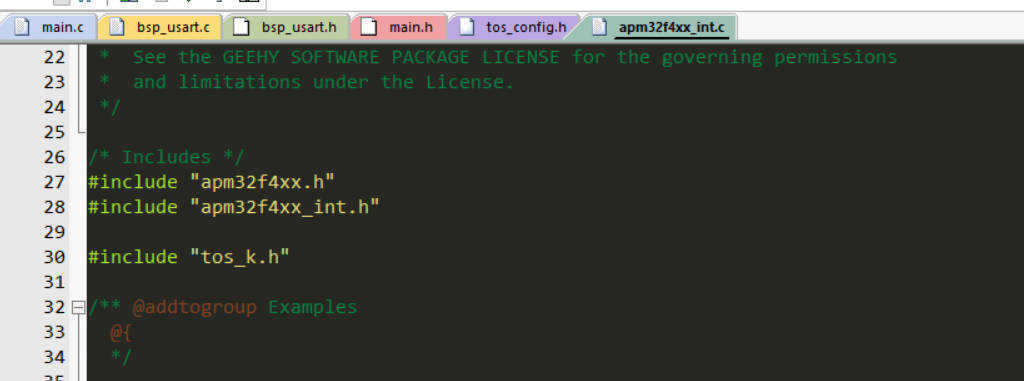 main.c bsp_usart.c bsp_usart.h main.h tos_config.h apm32f4xx_int.c
22 * See the GEEHY SOFTWARE PACKAGE LICENSE for the governing permissions
23 * and limitations under the License.
24 */
25
26 /* Includes */
27 #include "apm32f4xx.h"
28 #include "apm32f4xx_int.h"
29
30 #include "tos_k.h"
31
32 /** @addtogroup Examples
33 @{
34 */
35